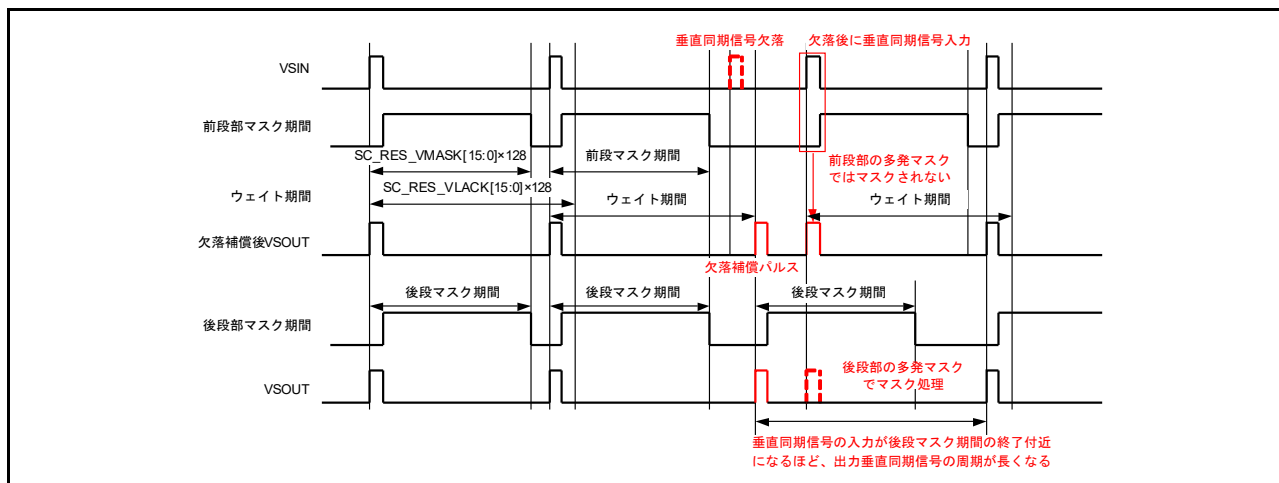 垂直同期信号欠落
欠落後に垂直同期信号入力
VSIN
前段部マスク期間
SC_RES_VMASK[15:0]×128
前段マスク期間
前段部の多発マスク
ではマスクされない
ウェイト期間
SC_RES_VLACK[15:0]×128
ウェイト期間
ウェイト期間
欠落補償後VSOUT
欠落補償パルス
後段マスク期間
後段マスク期間
後段マスク期間
後段部マスク期間
後段部の多発マスク
でマスク処理
VSOUT
垂直同期信号の入力が後段マスク期間の終了付近
になるほど、出力垂直同期信号の周期が長くなる